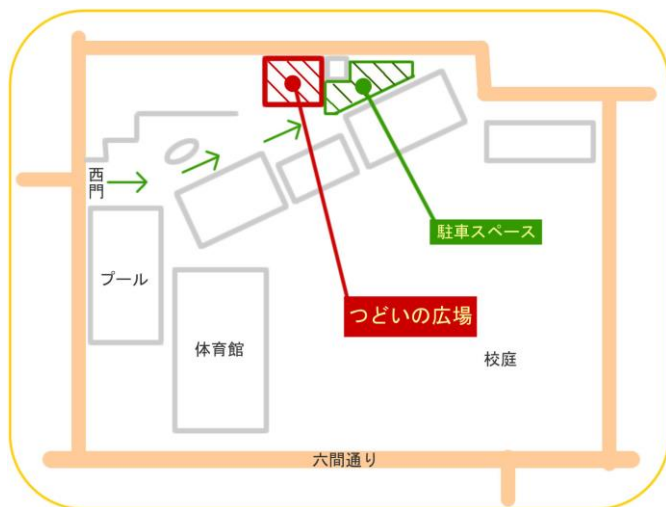 西門
駐車スペース
プール
つどいの広場
体育館
校庭
六間通り